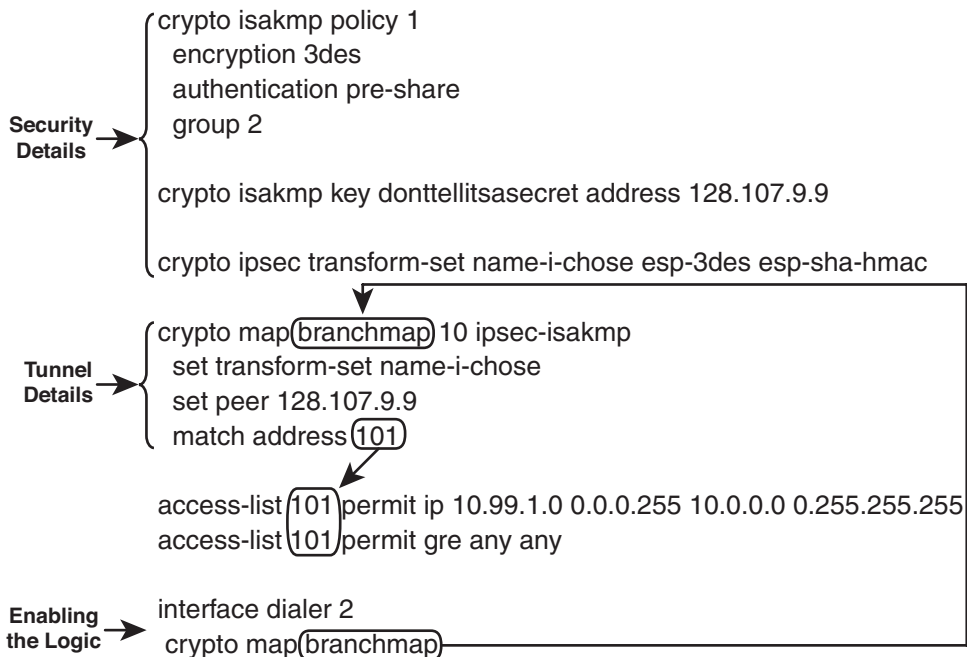 crypto isakmp policy 1
encryption 3des
authentication pre-share
group 2
Security
Details
crypto isakmp key donttellitsasecret address 128.107.9.9
crypto ipsec transform-set name-i-chose esp-3des esp-sha-hmac
crypto map branchmap 10 ipsec-isakmp
set transform-set name-i-chose
set peer 128.107.9.9
match address 101
Tunnel
Details
access-list 101 permit ip 10.99.1.0 0.0.0.255 10.0.0.0 0.255.255.255
access-list 101 permit gre any any
Enabling
the Logic
interface dialer 2
crypto map branchmap